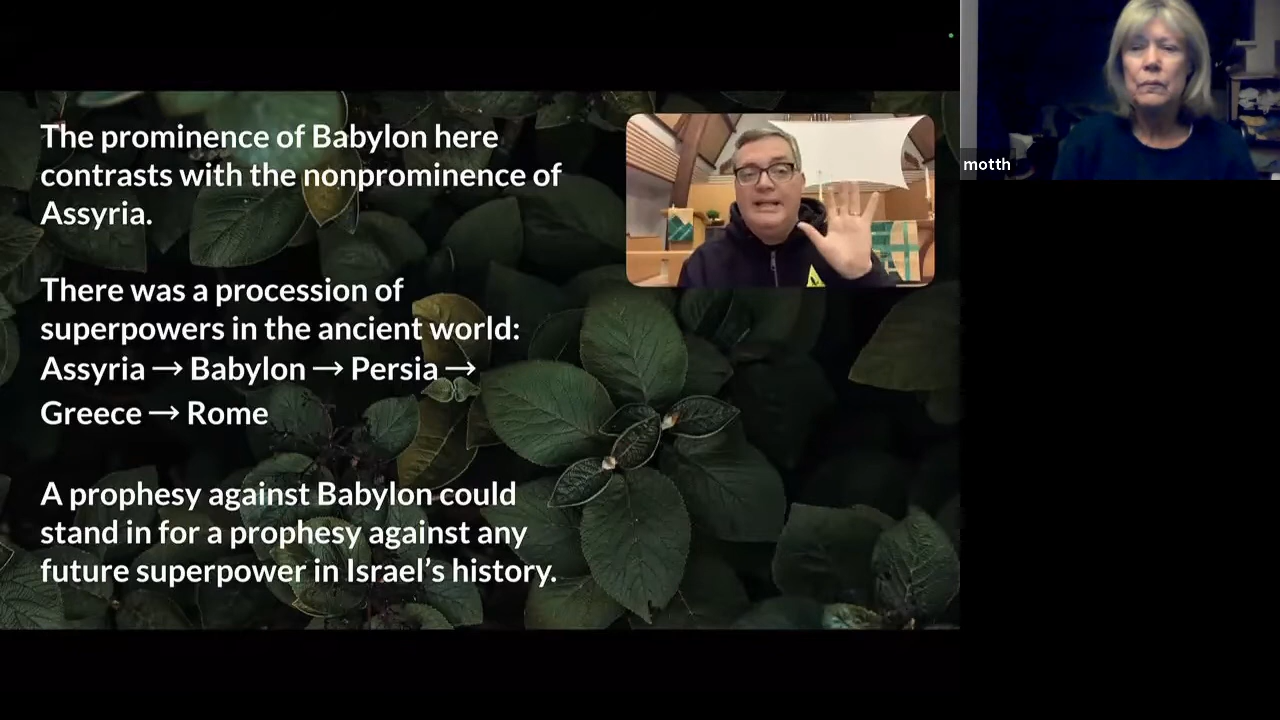 The prominence of Babylon here
contrasts with the nonprominence of
Assyria.
There was a procession of
superpowers in the ancient world:
Assyria → Babylon → Persia →
Greece → Rome
A prophesy against Babylon could
stand in for a prophesy against any
future superpower in Israel’s history.
motth